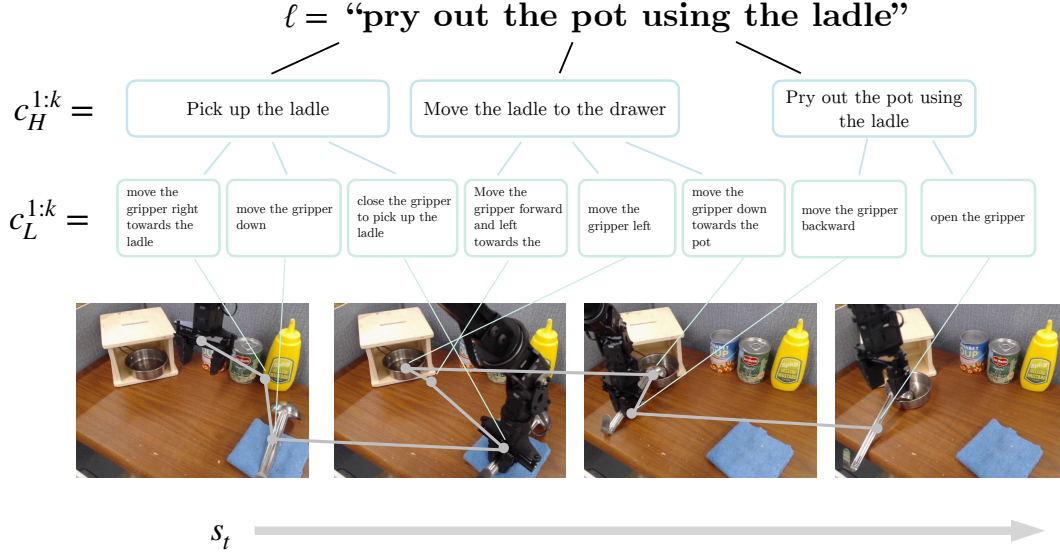 ℓ = “pry out the pot using the ladle”
c_H^{1:k} =
Pick up the ladle
Move the ladle to the drawer
Pry out the pot using
the ladle
c_L^{1:k} =
move the
gripper right
towards the
ladle
move the gripper
down
close the gripper
to pick up the
ladle
Move the
gripper forward
and left
towards the
move the
gripper left
move the
gripper down
towards the
pot
move the gripper
backward
open the gripper
SOUP
SOUP
s_t